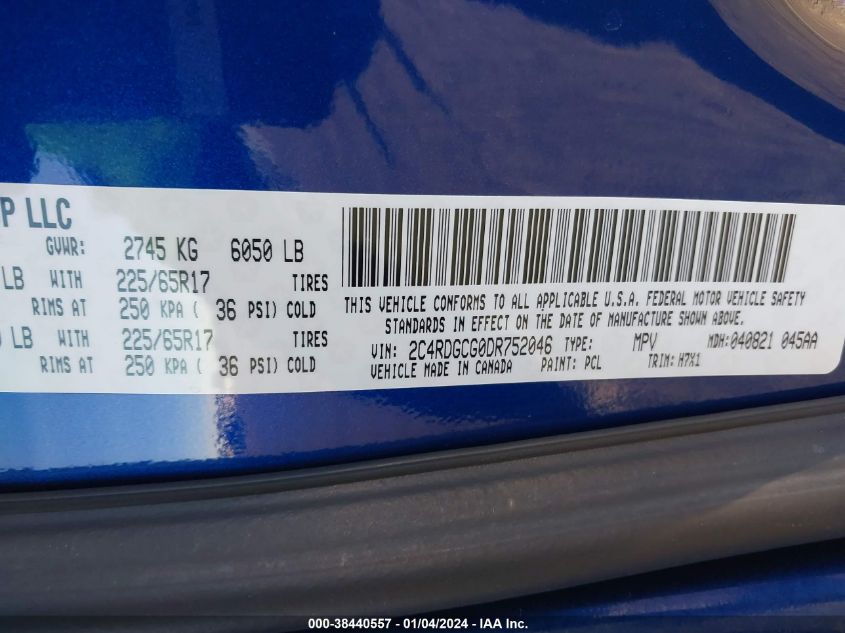 P LLC
GVWR: 2745 KG 6050 LB
LB WITH 225/65R17 TIRES
RIMS AT 250 KPA ( 36 PSI) COLD
LB WITH 225/65R17 TIRES
RIMS AT 250 KPA ( 36 PSI) COLD
THIS VEHICLE CONFORMS TO ALL APPLICABLE U.S.A. FEDERAL MOTOR VEHICLE SAFETY
STANDARDS IN EFFECT ON THE DATE OF MANUFACTURE SHOWN ABOVE.
VIN: 2C4RDGCG0DR752046 TYPE: MPV MDH:040821 045AA
VEHICLE MADE IN CANADA PAINT: PCL TRIM: H7X1
000-38440557 - 01/04/2024 - IAA Inc.